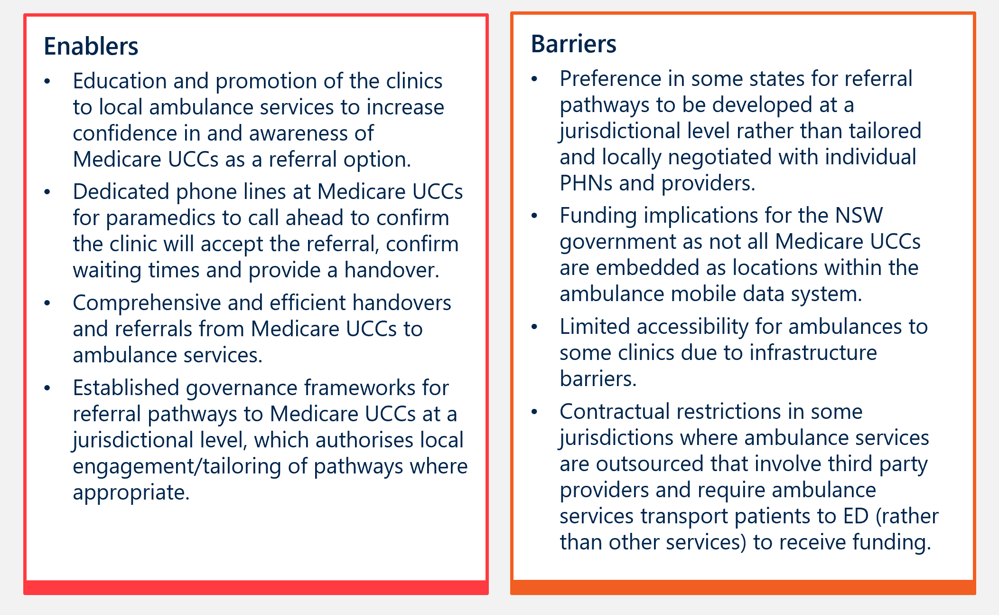 Enablers
• Education and promotion of the clinics
to local ambulance services to increase
confidence in and awareness of
Medicare UCCs as a referral option.
• Dedicated phone lines at Medicare UCCs
for paramedics to call ahead to confirm
the clinic will accept the referral, confirm
waiting times and provide a handover.
• Comprehensive and efficient handovers
and referrals from Medicare UCCs to
ambulance services.
• Established governance frameworks for
referral pathways to Medicare UCCs at a
jurisdictional level, which authorises local
engagement/tailoring of pathways where
appropriate.
Barriers
• Preference in some states for referral
pathways to be developed at a
jurisdictional level rather than tailored
and locally negotiated with individual
PHNs and providers.
• Funding implications for the NSW
government as not all Medicare UCCs
are embedded as locations within the
ambulance mobile data system.
• Limited accessibility for ambulances to
some clinics due to infrastructure
barriers.
• Contractual restrictions in some
jurisdictions where ambulance services
are outsourced that involve third party
providers and require ambulance
services transport patients to ED (rather
than other services) to receive funding.